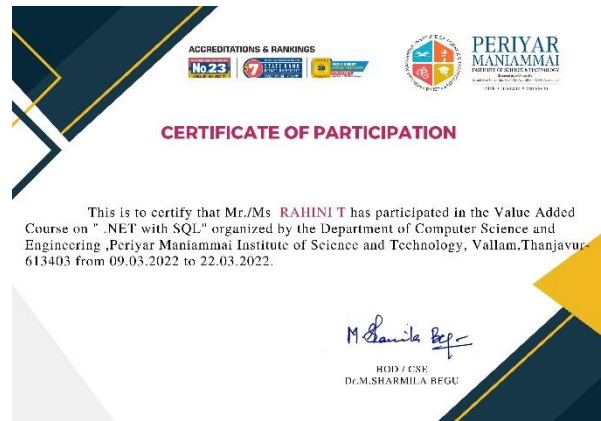 ACCREDITATIONS & RANKINGS
No.23
7
PERIYAR
MANIAMMAI
INSTITUTE OF SCIENCE & TECHNOLOGY
CERTIFICATE OF PARTICIPATION
This is to certify that Mr./Ms RAHINI T has participated in the Value Added
Course on " .NET with SQL" organized by the Department of Computer Science and
Engineering ,Periyar Maniammai Institute of Science and Technology, Vallam,Thanjavur-
613403 from 09.03.2022 to 22.03.2022.
HOD / CSE
Dr.M.SHARMILA BEGU